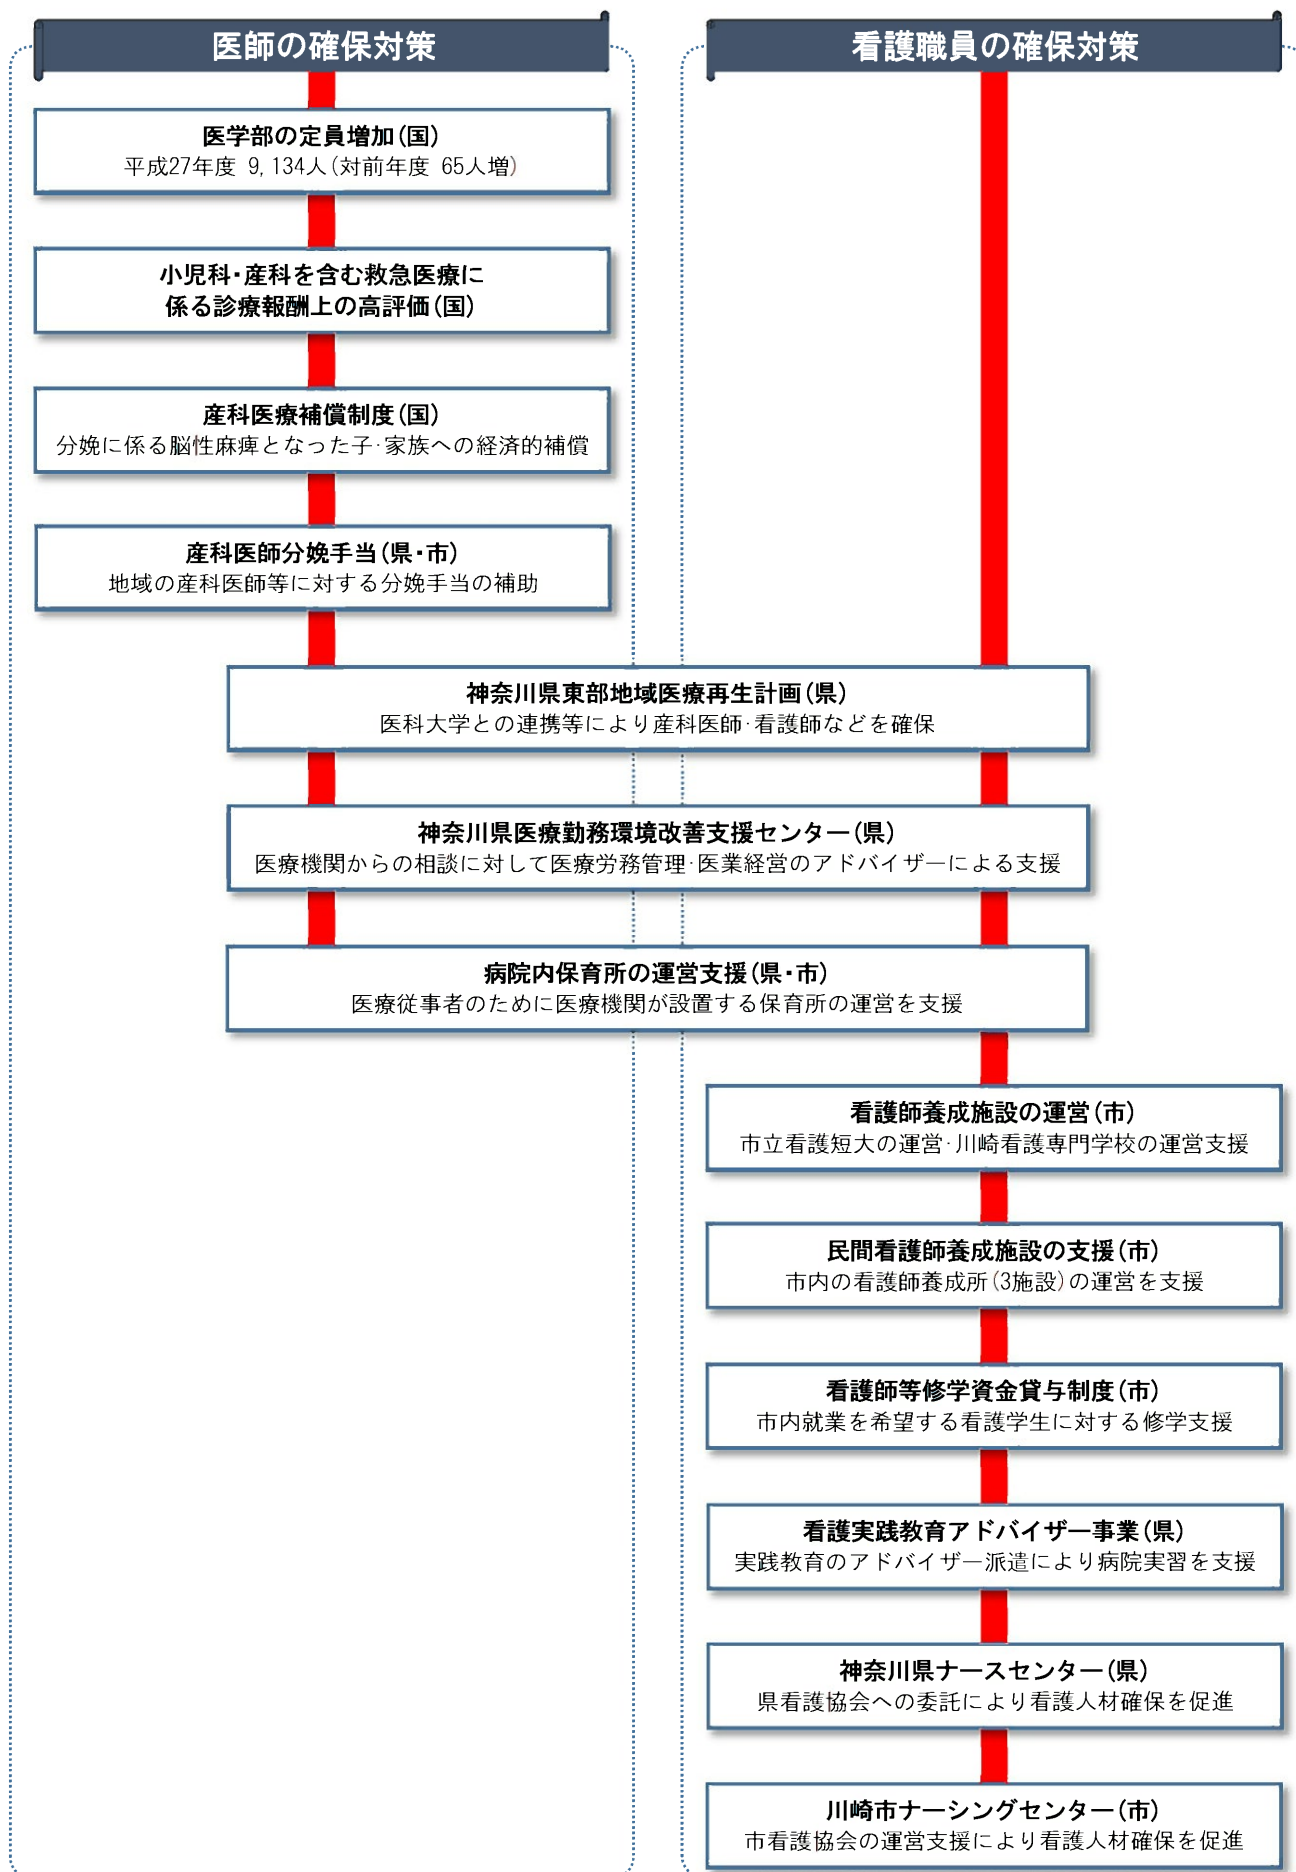 医師の確保対策
看護職員の確保対策
医学部の定員増加(国)
平成27年度 9,134人(対前年度 65人増)
小児科・産科を含む救急医療に
係る診療報酬上の高評価(国)
産科医療補償制度(国)
分娩に係る脳性麻痺となった子・家族への経済的補償
産科医師分娩手当(県・市)
地域の産科医師等に対する分娩手当の補助
神奈川県東部地域医療再生計画(県)
医科大学との連携等により産科医師・看護師などを確保
神奈川県医療勤務環境改善支援センター(県)
医療機関からの相談に対して医療労務管理・医業経営のアドバイザーによる支援
病院内保育所の運営支援(県・市)
医療従事者のために医療機関が設置する保育所の運営を支援
看護師養成施設の運営(市)
市立看護短大の運営・川崎看護専門学校の運営支援
民間看護師養成施設の支援(市)
市内の看護師養成所(3施設)の運営を支援
看護師等修学資金貸与制度(市)
市内就業を希望する看護学生に対する修学支援
看護実践教育アドバイザー事業(県)
実践教育のアドバイザー派遣により病院実習を支援
神奈川県ナースセンター(県)
県看護協会への委託により看護人材確保を促進
川崎市ナーシングセンター(市)
市看護協会の運営支援により看護人材確保を促進